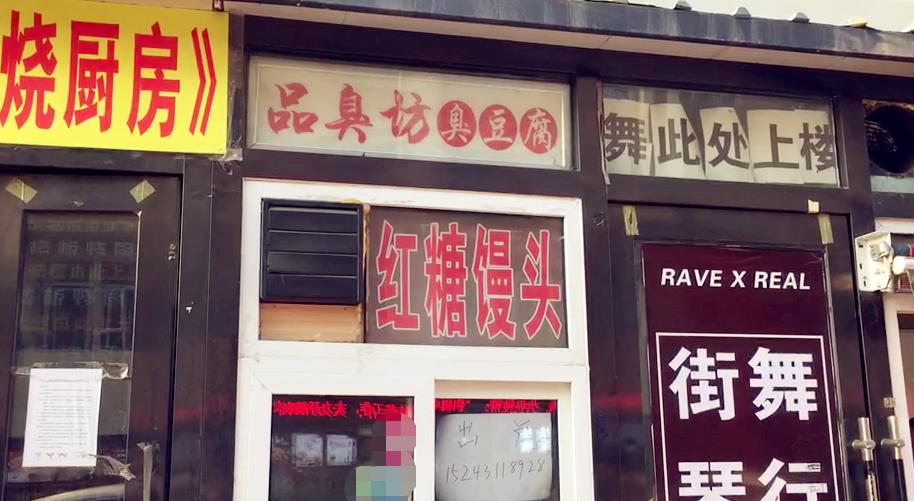 烧厨房》
品臭坊臭豆腐
舞此处上楼
红糖馒头
RAVE X REAL
街舞
出
15243118928